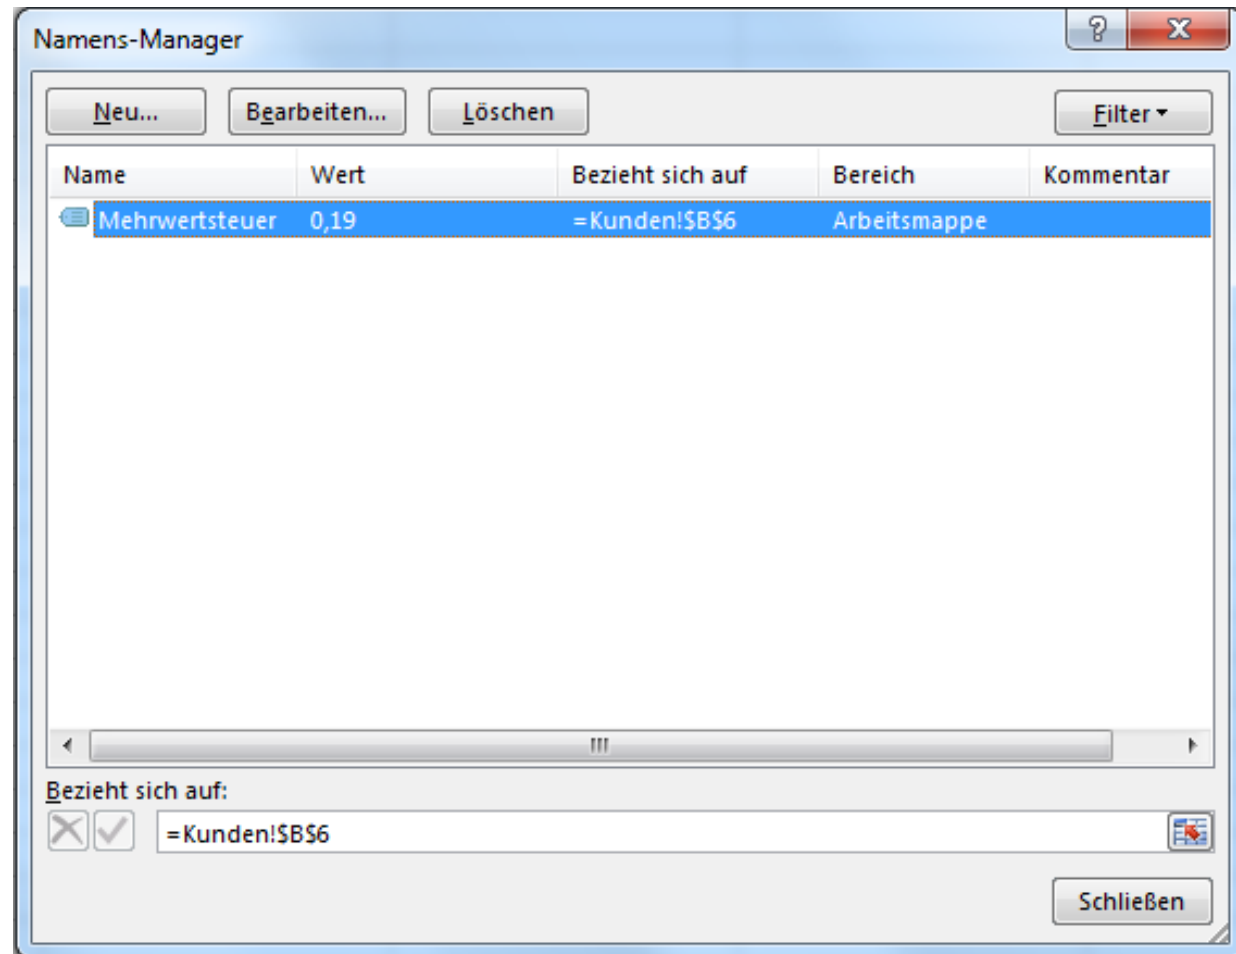 Namens-Manager
Neu... Bearbeiten... Löschen Filter
Name Wert Bezieht sich auf Bereich Kommentar
Mehrwertsteuer 0,19 =Kunden!$B$6 Arbeitsmappe
Bezieht sich auf:
=Kunden!$B$6
Schließen